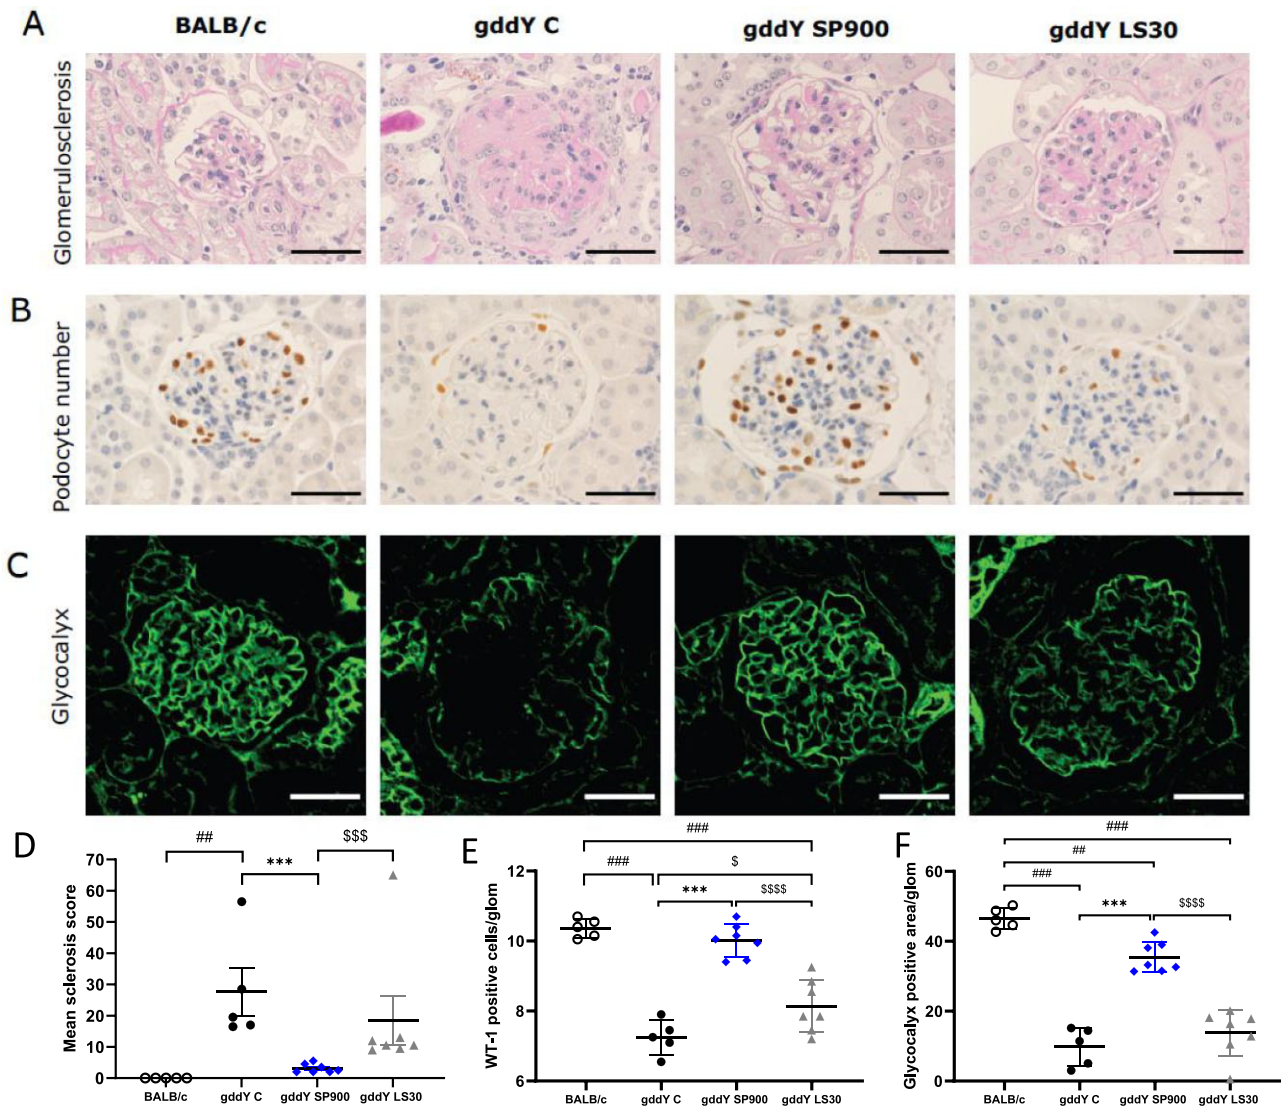 A
BALB/c
gddY C
gddY SP900
gddY LS30
Glomerulosclerosis
B
Podocyte number
C
Glycocalyx
D
##
***
$$$
Mean sclerosis score
70
60
50
40
30
20
10
0
BALB/c
gddY C
gddY SP900
gddY LS30
E
###
###
$
***
$$$$
WT-1 positive cells/glom
12
10
8
6
BALB/c
gddY C
gddY SP900
gddY LS30
F
###
##
###
***
$$$$
Glycocalyx positive area/glom
60
40
20
0
BALB/c
gddY C
gddY SP900
gddY LS30